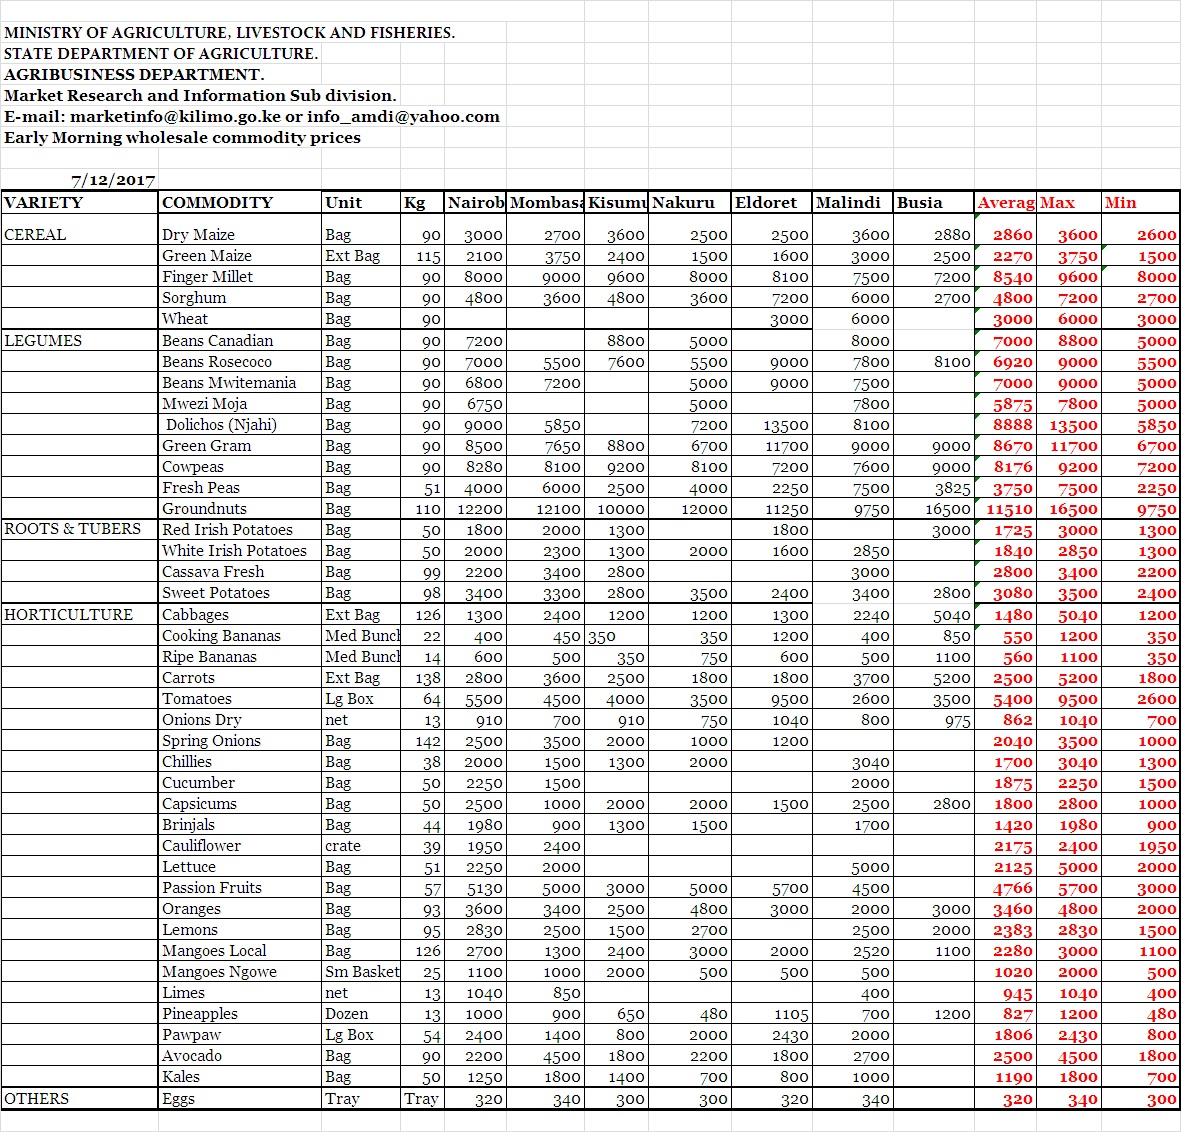 MINISTRY OF AGRICULTURE, LIVESTOCK AND FISHERIES.
STATE DEPARTMENT OF AGRICULTURE.
AGRIBUSINESS DEPARTMENT.
Market Research and Information Sub division.
E-mail: marketinfo@kilimo.go.ke or info_amdi@yahoo.com
Early Morning wholesale commodity prices
7/12/2017
VARIETY COMMODITY Unit Kg Nairob Mombasa Kisumu Nakuru Eldoret Malindi Busia Averag Max Min
CEREAL Dry Maize Bag 90 3000 2700 3600 2500 2500 3600 2880 2860 3600 2600
Green Maize Ext Bag 115 2100 3750 2400 1500 1600 3000 2500 2270 3750 1500
Finger Millet Bag 90 8000 9000 9600 8000 8100 7500 7200 8540 9600 8000
Sorghum Bag 90 4800 3600 4800 3600 7200 6000 2700 4800 7200 2700
Wheat Bag 90 3000 6000 3000 6000 3000
LEGUMES Beans Canadian Bag 90 7200 8800 5000 8000 7000 8800 5000
Beans Rosecoco Bag 90 7000 5500 7600 5500 9000 7800 8100 6920 9000 5500
Beans Mwitemania Bag 90 6800 7200 5000 9000 7500 7000 9000 5000
Mwezi Moja Bag 90 6750 5000 7800 5875 7800 5000
Dolichos (Njahi) Bag 90 9000 5850 7200 13500 8100 8888 13500 5850
Green Gram Bag 90 8500 7650 8800 6700 11700 9000 9000 8670 11700 6700
Cowpeas Bag 90 8280 8100 9200 8100 7200 7600 9000 8176 9200 7200
Fresh Peas Bag 51 4000 6000 2500 4000 2250 7500 3825 3750 7500 2250
Groundnuts Bag 110 12200 12100 10000 12000 11250 9750 16500 11510 16500 9750
ROOTS & TUBERS Red Irish Potatoes Bag 50 1800 2000 1300 1800 3000 1725 3000 1300
White Irish Potatoes Bag 50 2000 2300 1300 2000 1600 2850 1840 2850 1300
Cassava Fresh Bag 99 2200 3400 2800 3000 2800 3400 2200
Sweet Potatoes Bag 98 3400 3300 2800 3500 2400 3400 2800 3080 3500 2400
HORTICULTURE Cabbages Ext Bag 126 1300 2400 1200 1200 1300 2240 5040 1480 5040 1200
Cooking Bananas Med Bunch 22 400 450 350 350 1200 400 850 550 1200 350
Ripe Bananas Med Bunch 14 600 500 350 750 600 500 1100 560 1100 350
Carrots Ext Bag 138 2800 3600 2500 1800 1800 3700 5200 2500 5200 1800
Tomatoes Lg Box 64 5500 4500 4000 3500 9500 2600 3500 5400 9500 2600
Onions Dry net 13 910 700 910 750 1040 800 975 862 1040 700
Spring Onions Bag 142 2500 3500 2000 1000 1200 2040 3500 1000
Chillies Bag 38 2000 1500 1300 2000 3040 1700 3040 1300
Cucumber Bag 50 2250 1500 2000 1875 2250 1500
Capsicums Bag 50 2500 1000 2000 2000 1500 2500 2800 1800 2800 1000
Brinjals Bag 44 1980 900 1300 1500 1700 1420 1980 900
Cauliflower crate 39 1950 2400 2175 2400 1950
Lettuce Bag 51 2250 2000 5000 2125 5000 2000
Passion Fruits Bag 57 5130 5000 3000 5000 5700 4500 4766 5700 3000
Oranges Bag 93 3600 3400 2500 4800 3000 2000 3000 3460 4800 2000
Lemons Bag 95 2830 2500 1500 2700 2500 2000 2383 2830 1500
Mangoes Local Bag 126 2700 1300 2400 3000 2000 2520 1100 2280 3000 1100
Mangoes Ngowe Sm Basket 25 1100 1000 2000 500 500 500 1020 2000 500
Limes net 13 1040 850 400 945 1040 400
Pineapples Dozen 13 1000 900 650 480 1105 700 1200 827 1200 480
Pawpaw Lg Box 54 2400 1400 800 2000 2430 2000 1806 2430 800
Avocado Bag 90 2200 4500 1800 2200 1800 2700 2500 4500 1800
Kales Bag 50 1250 1800 1400 700 800 1000 1190 1800 700
OTHERS Eggs Tray Tray 320 340 300 300 320 340 320 340 300